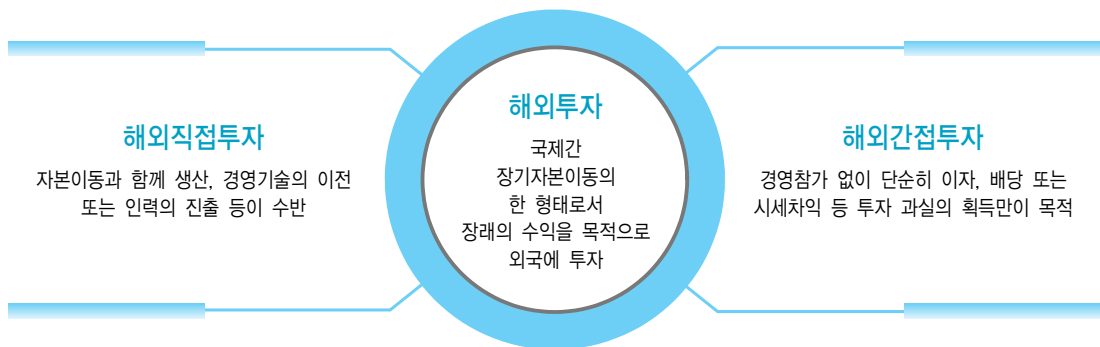 해외직접투자
자본이동과 함께 생산, 경영기술의 이전
또는 인력의 진출 등이 수반
해외투자
국제간
장기자본이동의
한 형태로서
장래의 수익을 목적으로
외국에 투자
해외간접투자
경영참가 없이 단순히 이자, 배당 또는
시세차익 등 투자 과실의 획득만이 목적